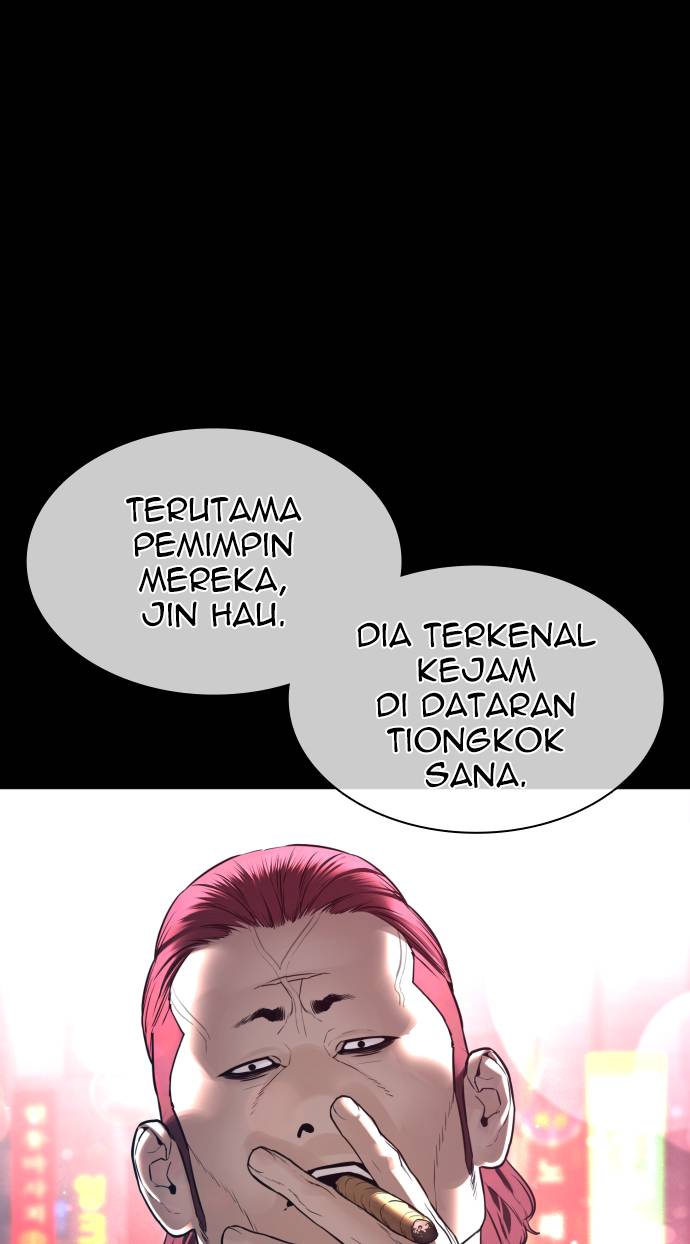 TERUTAMA
PEMIMPIN
MEREKA,
JIN HAU.
DIA TERKENAL
KEJAM
DI DATARAN
TIONGKOK
SANA.